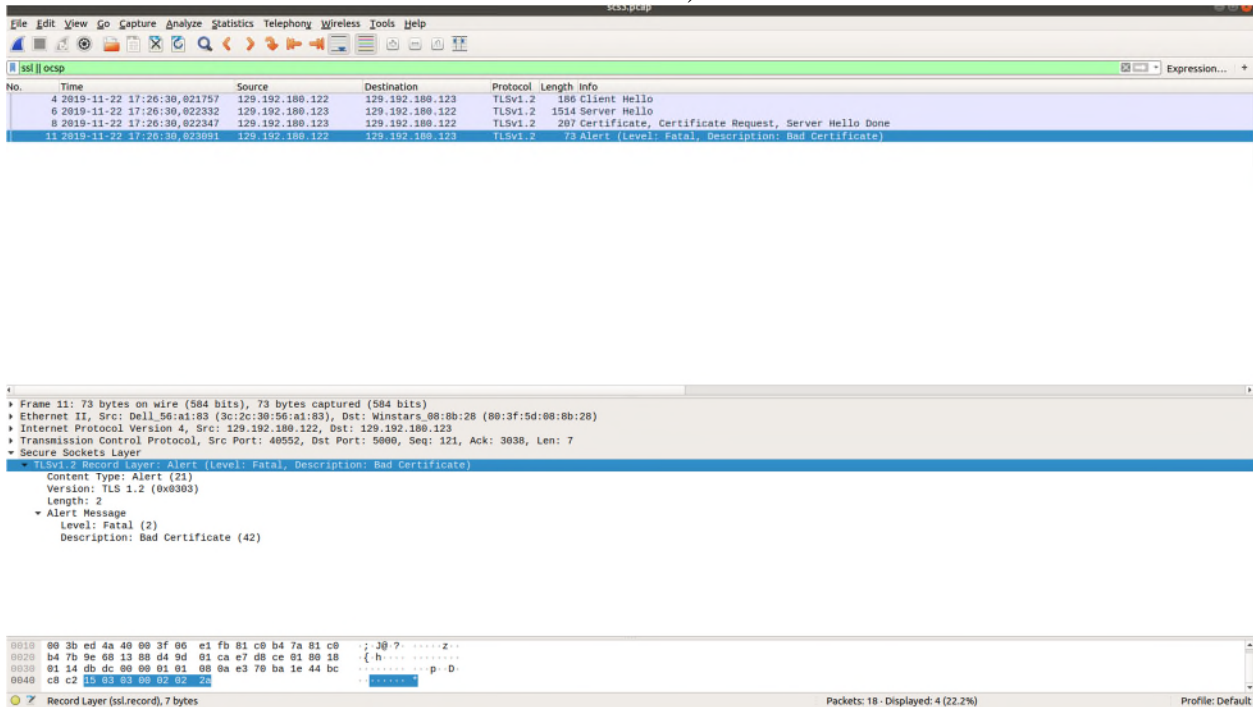 scs3.pcap
File Edit View Go Capture Analyze Statistics Telephony Wireless Tools Help
ssl || ocsp
Expression... +
No. Time Source Destination Protocol Length Info
4 2019-11-22 17:26:30,021757 129.192.180.122 129.192.180.123 TLSv1.2 186 Client Hello
6 2019-11-22 17:26:30,022332 129.192.180.123 129.192.180.122 TLSv1.2 1514 Server Hello
8 2019-11-22 17:26:30,022347 129.192.180.123 129.192.180.122 TLSv1.2 207 Certificate, Certificate Request, Server Hello Done
11 2019-11-22 17:26:30,023091 129.192.180.122 129.192.180.123 TLSv1.2 73 Alert (Level: Fatal, Description: Bad Certificate)
Frame 11: 73 bytes on wire (584 bits), 73 bytes captured (584 bits)
Ethernet II, Src: Dell_56:a1:83 (3c:2c:30:56:a1:83), Dst: Winstars_08:8b:28 (80:3f:5d:08:8b:28)
Internet Protocol Version 4, Src: 129.192.180.122, Dst: 129.192.180.123
Transmission Control Protocol, Src Port: 40552, Dst Port: 5000, Seq: 121, Ack: 3038, Len: 7
Secure Sockets Layer
TLSv1.2 Record Layer: Alert (Level: Fatal, Description: Bad Certificate)
Content Type: Alert (21)
Version: TLS 1.2 (0x0303)
Length: 2
Alert Message
Level: Fatal (2)
Description: Bad Certificate (42)
0010 00 3b ed 4a 40 00 3f 06 e1 fb 81 c0 b4 7a 81 c0 ·;·J@·?· ·····z··
0020 b4 7b 9e 68 13 88 d4 9d 01 ca e7 d8 ce 01 80 18 ·{·h···· ········
0030 01 14 db dc 00 00 01 01 08 0a e3 70 ba 1e 44 bc ········ ···p··D·
0040 c8 c2 15 03 03 00 02 02 2a ········ *
Record Layer (ssl.record), 7 bytes
Packets: 18 · Displayed: 4 (22.2%)
Profile: Default